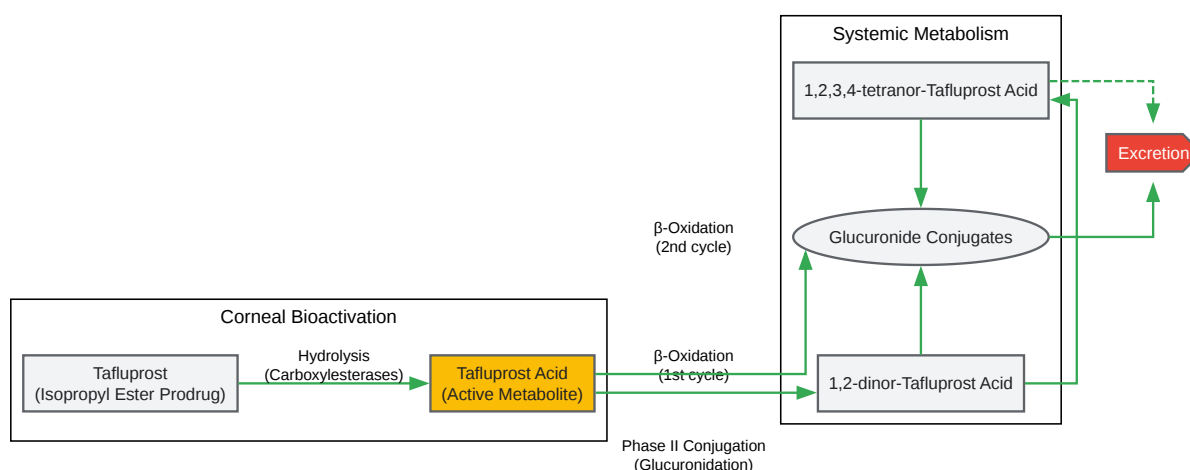 Systemic Metabolism
1,2,3,4-tetranor-Tafluprost Acid
Excretion
β-Oxidation
(2nd cycle)
Glucuronide Conjugates
Corneal Bioactivation
Tafluprost
(Isopropyl Ester Prodrug)
Hydrolysis
(Carboxylesterases)
Tafluprost Acid
(Active Metabolite)
β-Oxidation
(1st cycle)
1,2-dinor-Tafluprost Acid
Phase II Conjugation
(Glucuronidation)